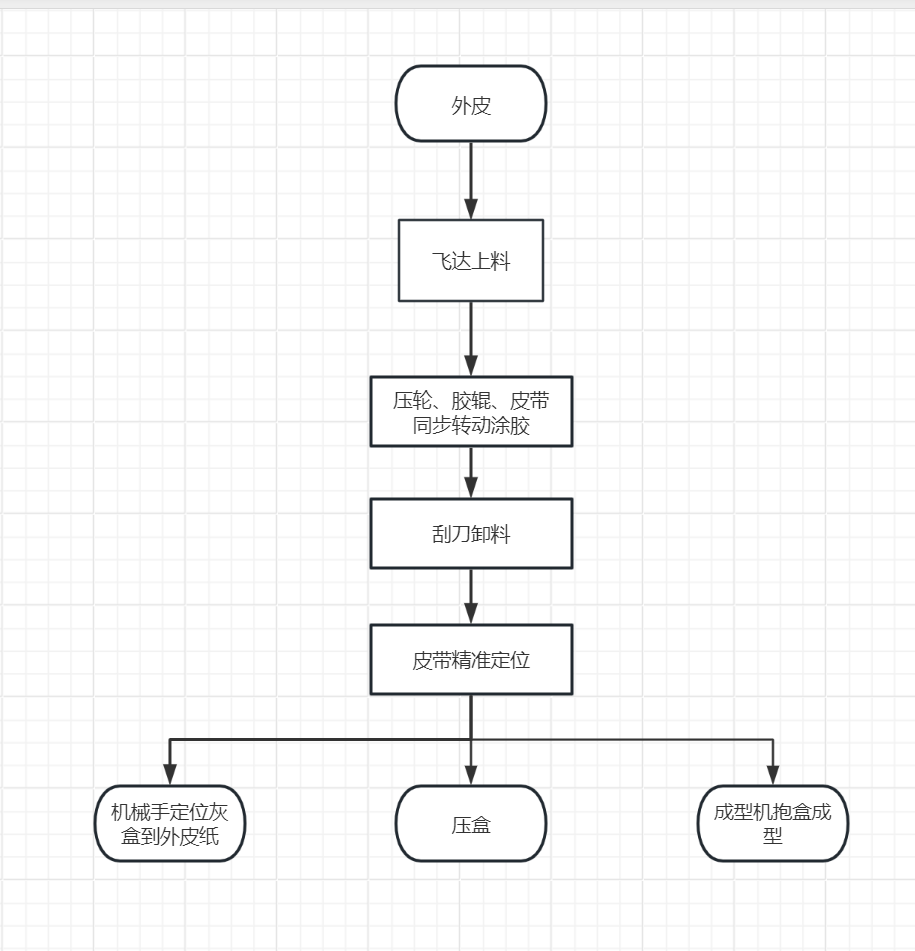 外皮
飞达上料
压轮、胶辊、皮带
同步转动涂胶
刮刀卸料
皮带精准定位
机械手定位灰
盒到外皮纸
压盒
成型机抱盒成
型